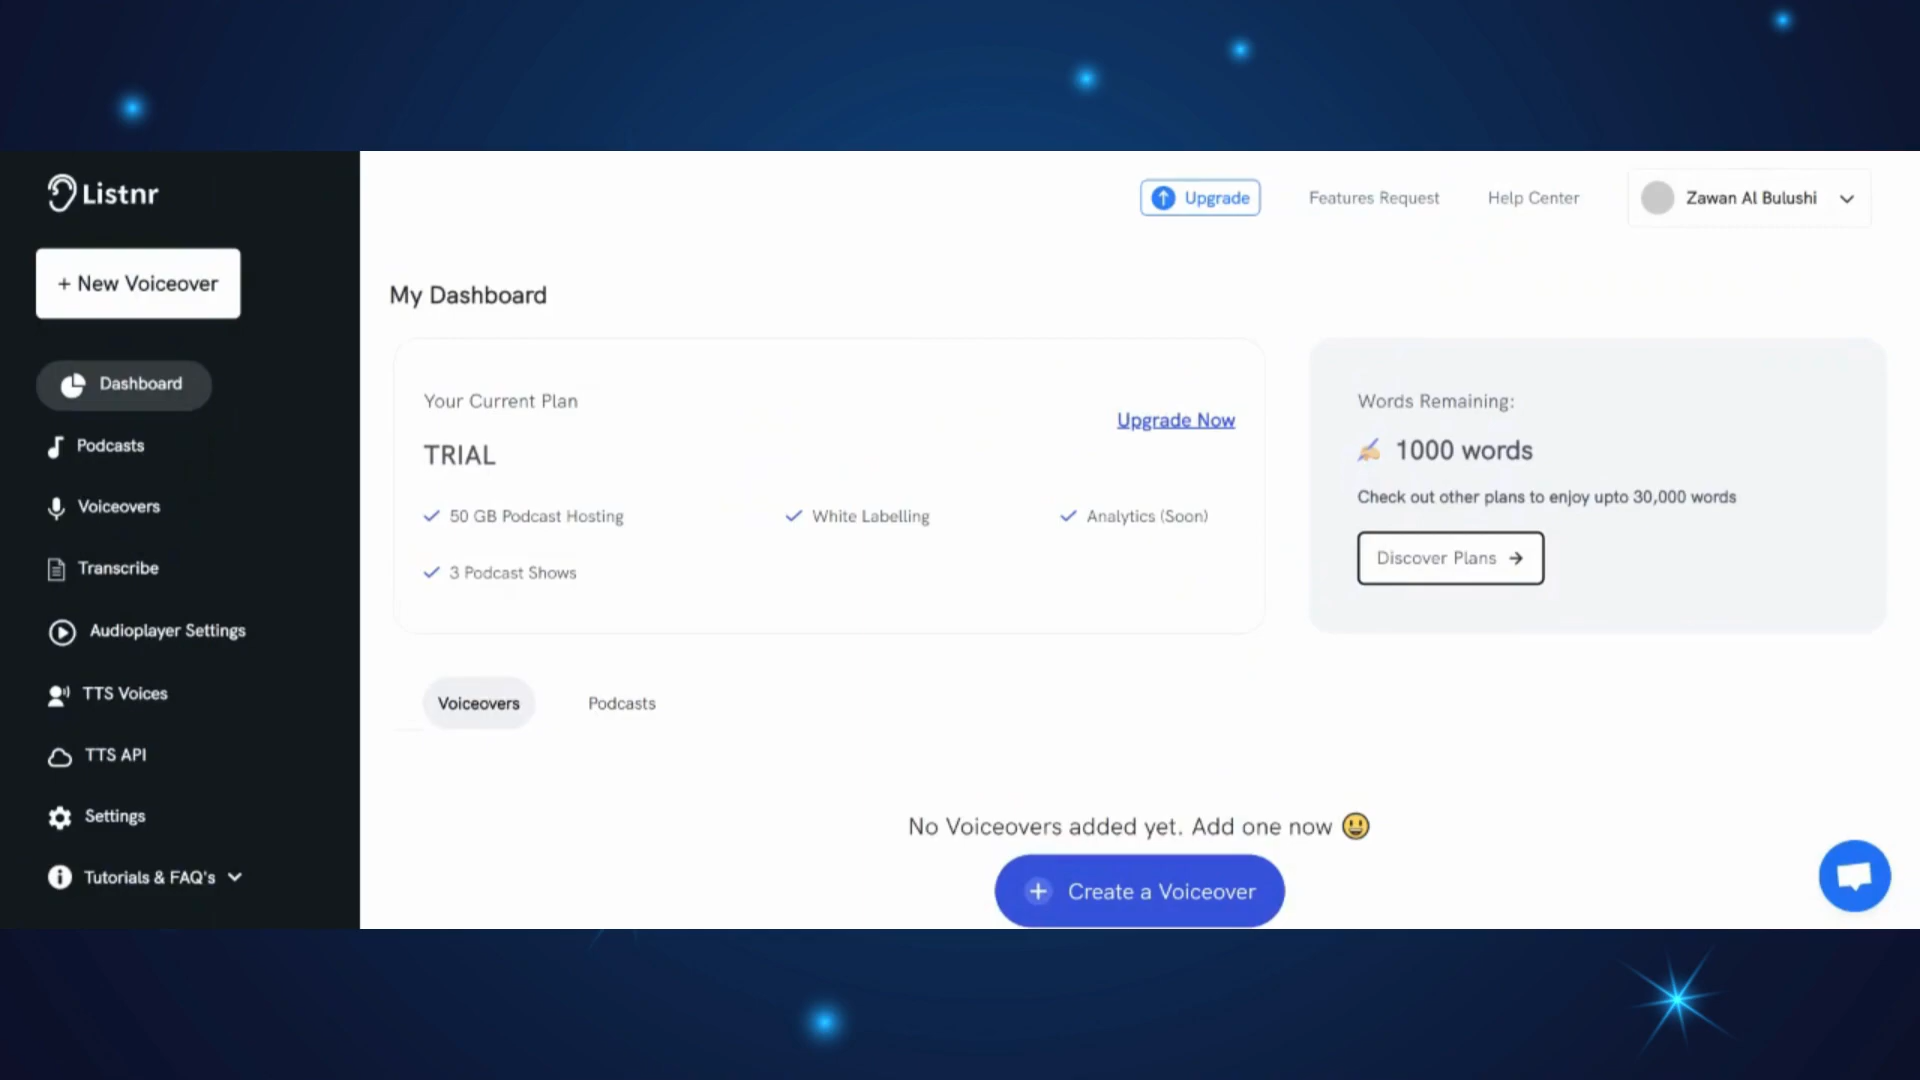 Listnr
+ New Voiceover
Dashboard
Podcasts
Voiceovers
Transcribe
Audioplayer Settings
TTS Voices
TTS API
Settings
Tutorials & FAQ's
Upgrade
Features Request
Help Center
Zawan Al Bulushi
My Dashboard
Your Current Plan
Upgrade Now
TRIAL
50 GB Podcast Hosting
White Labelling
Analytics (Soon)
3 Podcast Shows
Words Remaining:
1000 words
Check out other plans to enjoy upto 30,000 words
Discover Plans →
Voiceovers
Podcasts
No Voiceovers added yet. Add one now 😃
+ Create a Voiceover